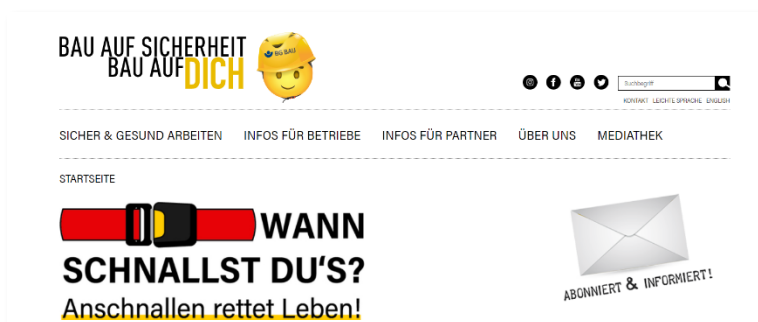 BAU AUF SICHERHEIT
BAU AUF DICH
BG BAU
Suchbegriff
KONTAKT LEICHTE SPRACHE ENGLISH
SICHER & GESUND ARBEITEN INFOS FÜR BETRIEBE INFOS FÜR PARTNER ÜBER UNS MEDIATHEK
STARTSEITE
WANN
SCHNALLST DU'S?
Anschnallen rettet Leben!
ABONNIERT & INFORMIERT!